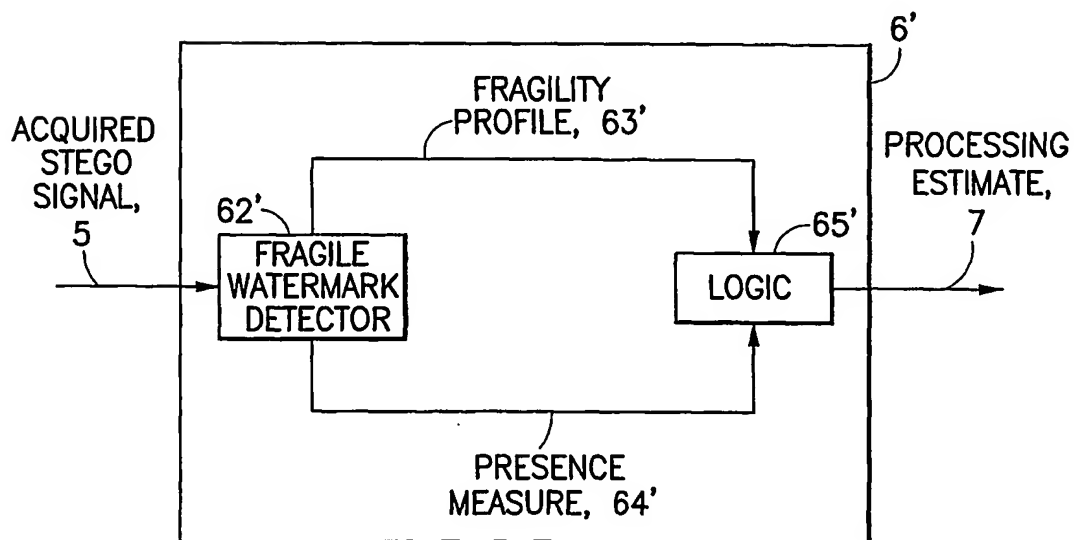 6'
FRAGILITY
PROFILE, 63'
ACQUIRED
STEGO
SIGNAL,
5
PROCESSING
ESTIMATE,
7
62'
65'
FRAGILE
WATERMARK
DETECTOR
LOGIC
PRESENCE
MEASURE, 64'